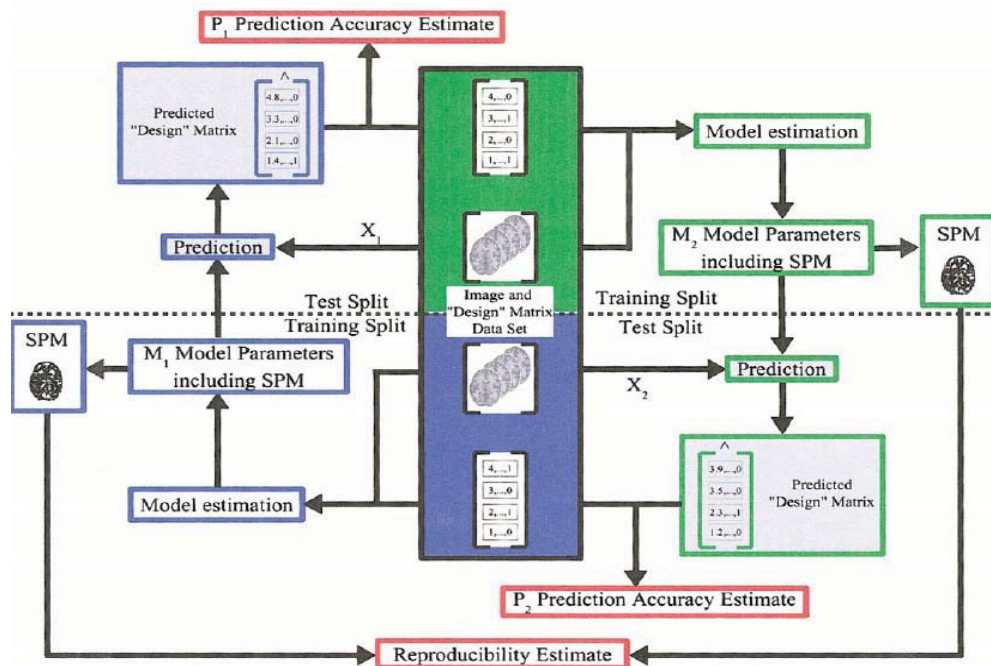 P1 Prediction Accuracy Estimate
Predicted
"Design" Matrix
^
4.8,...,0
3.3,...,0
2.1,...,0
1.4,...,1
4,...,0
3,...,1
2,...,0
1,...,1
Model estimation
Prediction
X1
M2 Model Parameters
including SPM
SPM
Test Split
Training Split
Image and
"Design" Matrix
Data Set
Training Split
Test Split
SPM
M1 Model Parameters
including SPM
X2
Prediction
Model estimation
4,...,1
3,...,0
2,...,1
1,...,0
^
3.9,...,0
3.5,...,0
2.3,...,1
1.2,...,0
Predicted
"Design" Matrix
P2 Prediction Accuracy Estimate
Reproducibility Estimate